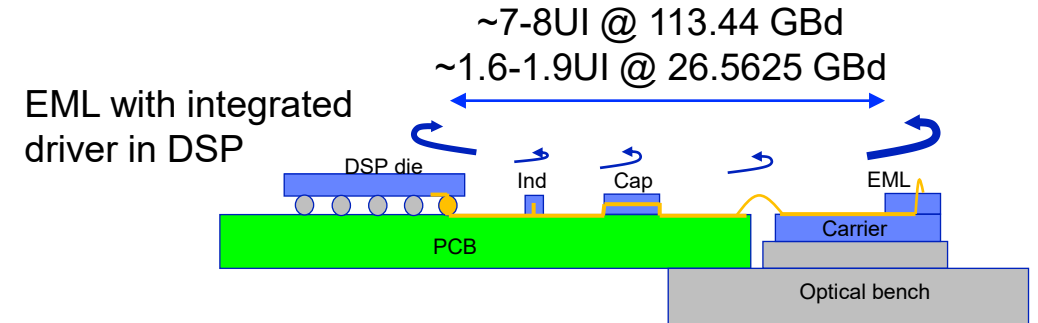 ~7-8UI @ 113.44 GBd
~1.6-1.9UI @ 26.5625 GBd
EML with integrated
driver in DSP
DSP die
Ind
Cap
EML
Carrier
PCB
Optical bench